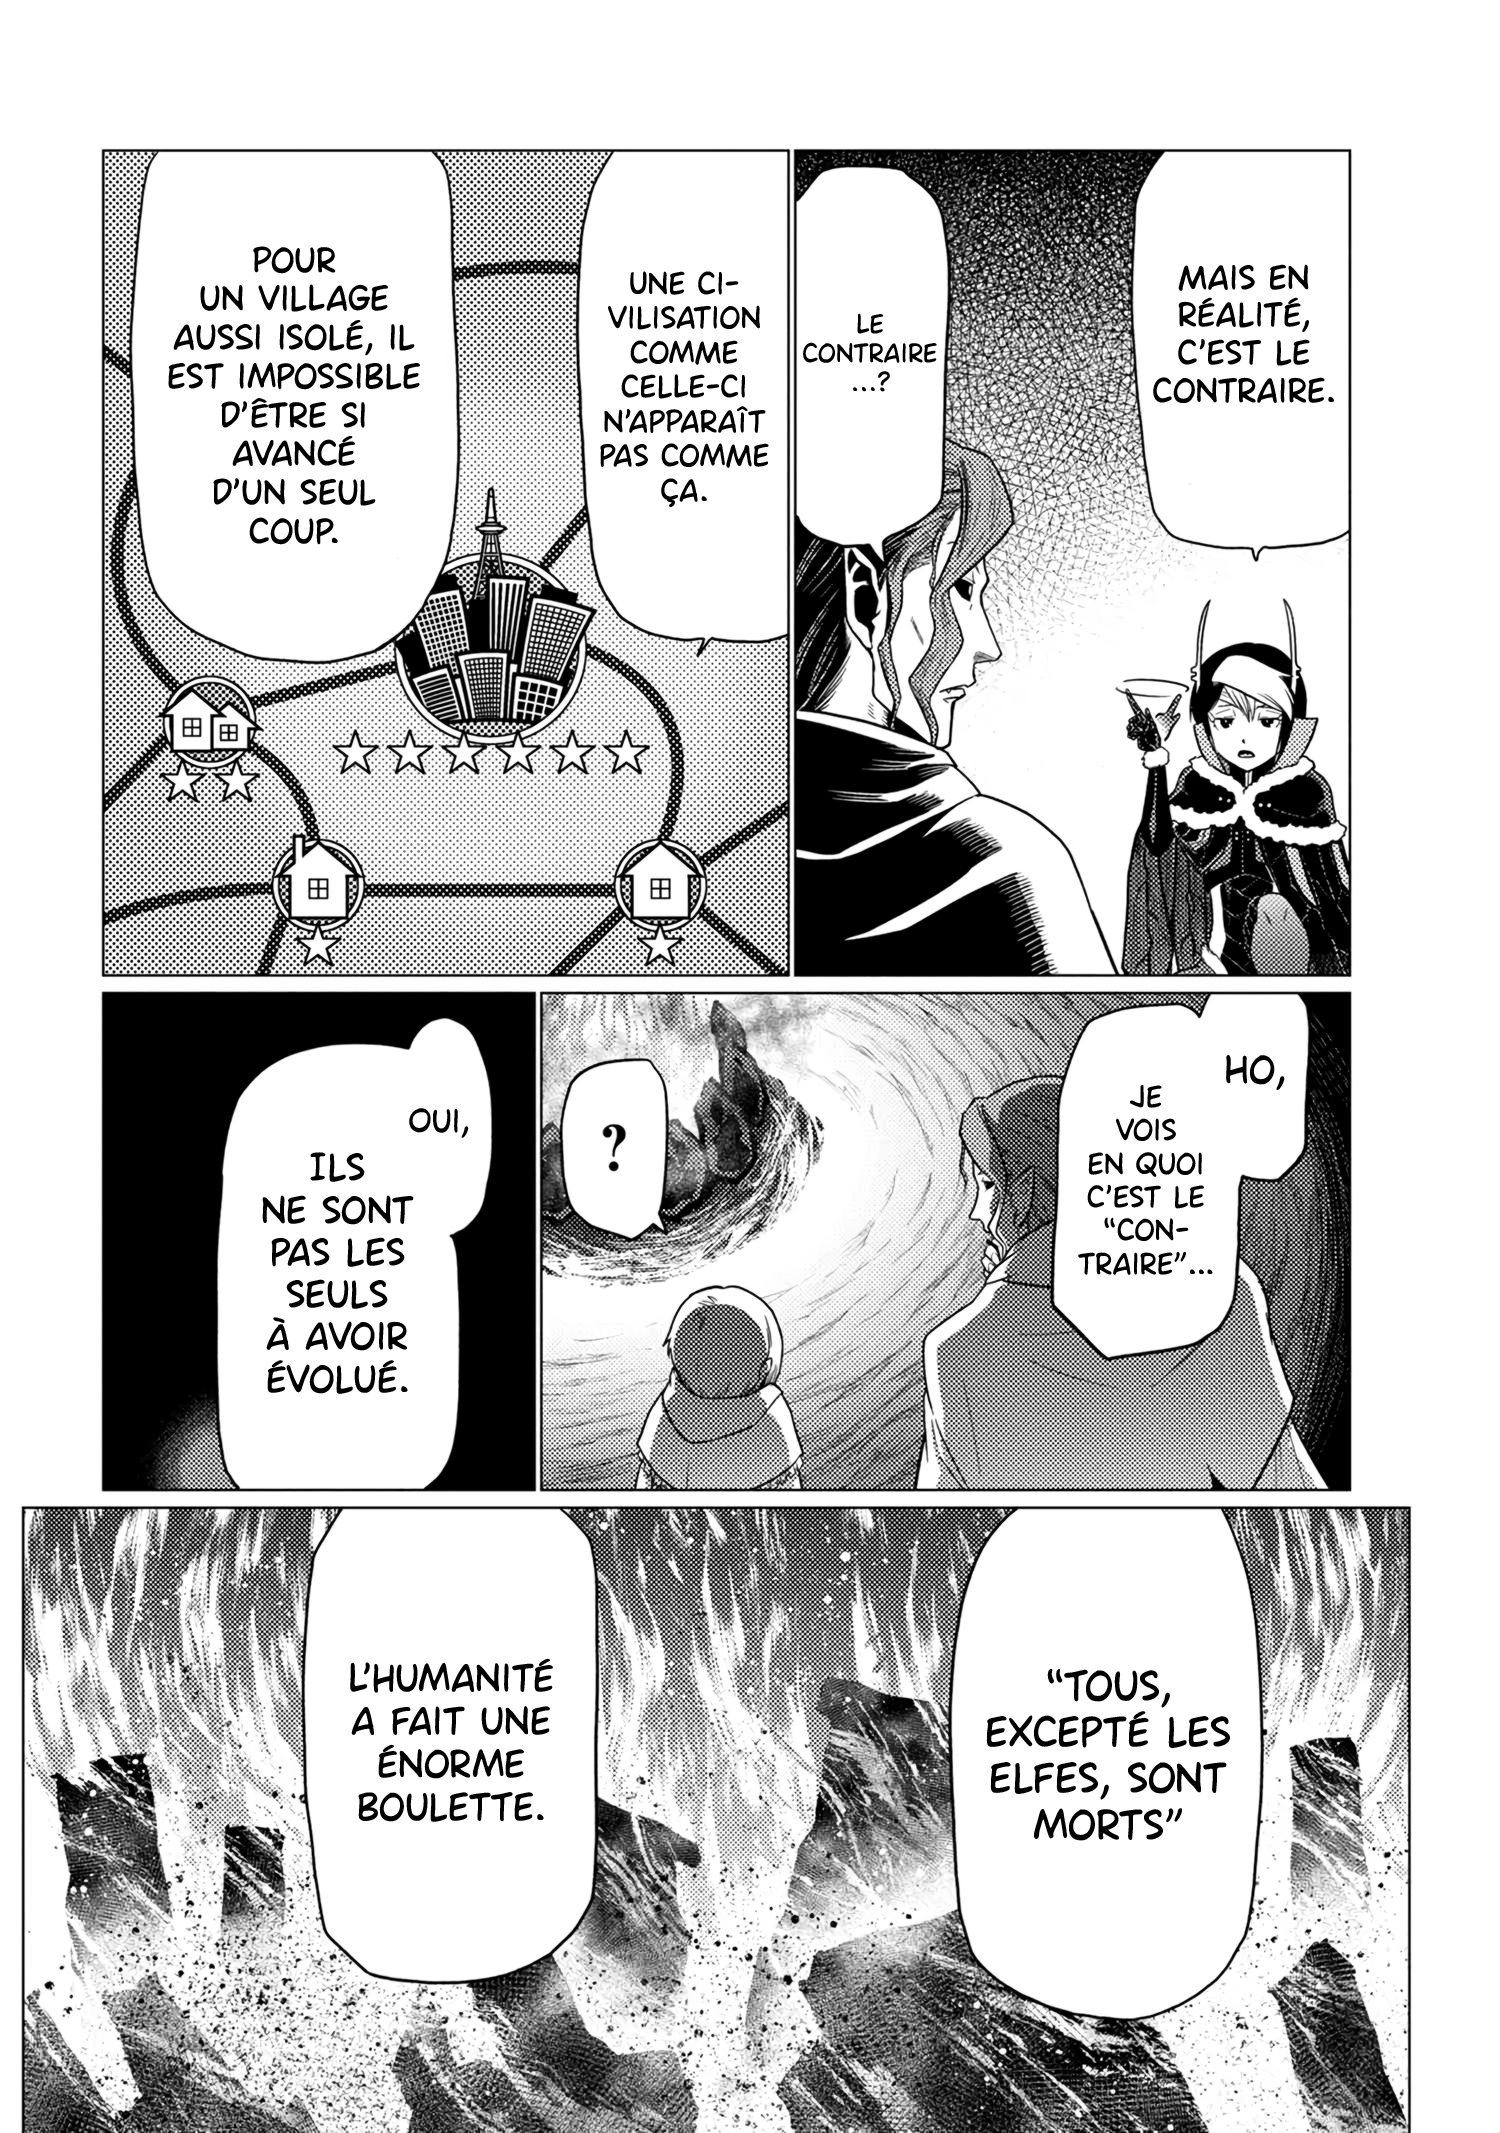 MAIS EN
RÉALITÉ,
C'EST LE
CONTRAIRE.
LE
CONTRAIRE
...?
UNE CI-
VILISATION
COMME
CELLE-CI
N'APPARAÎT
PAS COMME
ÇA.
POUR
UN VILLAGE
AUSSI ISOLÉ, IL
EST IMPOSSIBLE
D'ÊTRE SI
AVANCÉ
D'UN SEUL
COUP.
HO,
JE
VOIS
EN QUOI
C'EST LE
"CON-
TRAIRE"...
?
OUI,
ILS
NE SONT
PAS LES
SEULS
À AVOIR
ÉVOLUÉ.
"TOUS,
EXCEPTÉ LES
ELFES, SONT
MORTS"
L'HUMANITÉ
A FAIT UNE
ÉNORME
BOULETTE.